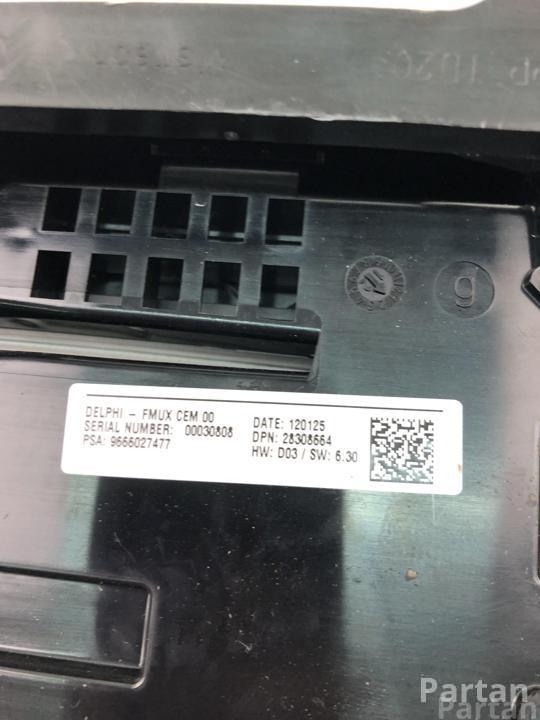 DELPHI - FMUX CEM 00
SERIAL NUMBER: 00030808
PSA: 9666027477
DATE: 120125
DPN: 28308664
HW: D03 / SW: 6.30
g
Partan
Partan